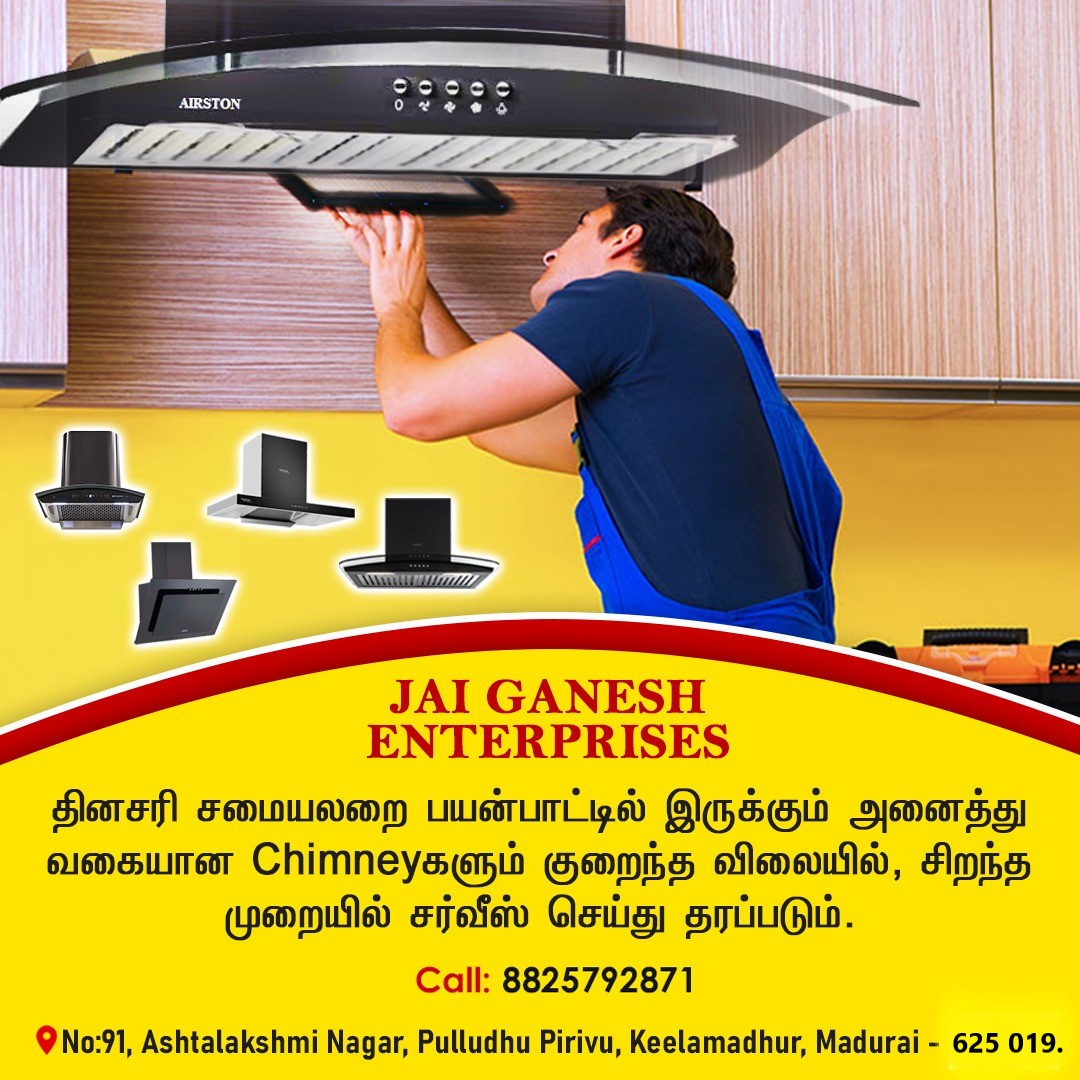 AIRSTON
0
JAI GANESH
ENTERPRISES
தினசரி சமையலறை பயன்பாட்டில் இருக்கும் அனைத்து
வகையான Chimneyகளும் குறைந்த விலையில், சிறந்த
முறையில் சர்வீஸ் செய்து தரப்படும்.
Call: 8825792871
No:91, Ashtalakshmi Nagar, Pulludhu Pirivu, Keelamadhur, Madurai - 625 019.